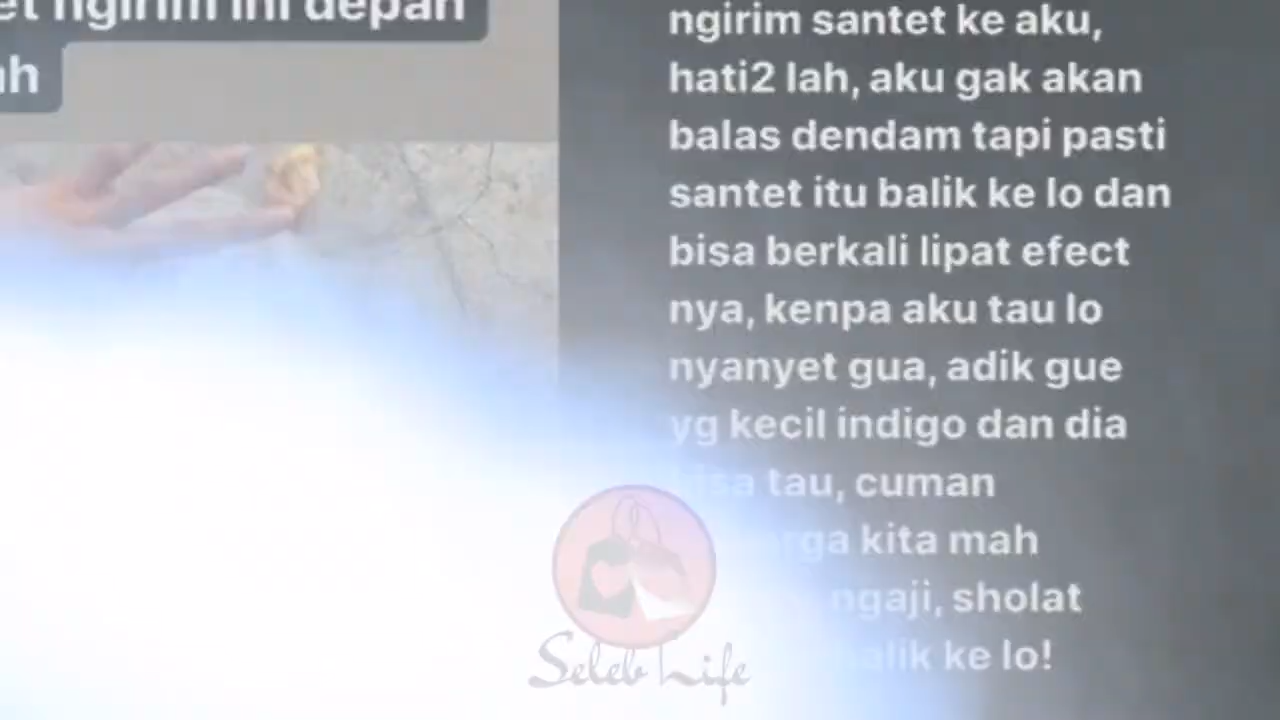 ngirim ini depan
ngirim santet ke aku,
hati2 lah, aku gak akan
balas dendam tapi pasti
santet itu balik ke lo dan
bisa berkali lipat efect
nya, kenpa aku tau lo
nyanyet gua, adik gue
yg kecil indigo dan dia
tau, cuman
kita mah
ngaji, sholat
balik ke lo!
Seleb Life